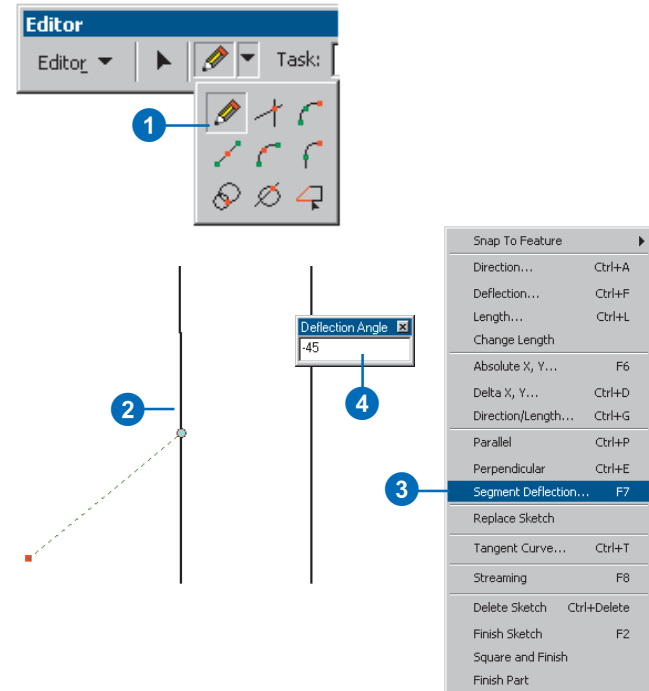 Editor
Editor Task:
1
2
Deflection Angle
-45
4
3
Snap To Feature
Direction... Ctrl+A
Deflection... Ctrl+F
Length... Ctrl+L
Change Length
Absolute X, Y... F6
Delta X, Y... Ctrl+D
Direction/Length... Ctrl+G
Parallel Ctrl+P
Perpendicular Ctrl+E
Segment Deflection... F7
Replace Sketch
Tangent Curve... Ctrl+T
Streaming F8
Delete Sketch Ctrl+Delete
Finish Sketch F2
Square and Finish
Finish Part